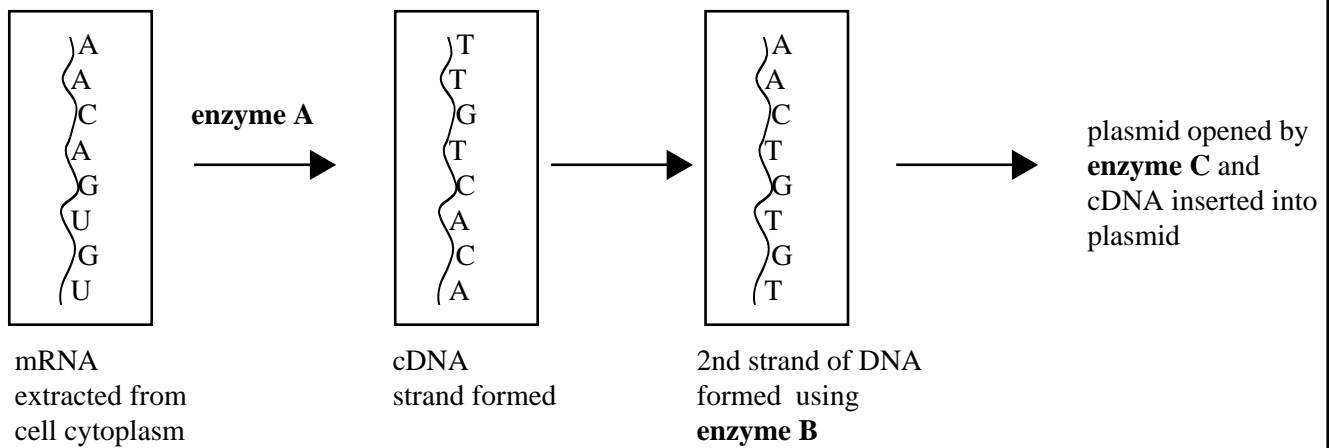 A
A
C
A
G
U
G
U
mRNA
extracted from
cell cytoplasm
enzyme A
T
T
G
T
C
A
C
A
cDNA
strand formed
A
A
C
T
G
T
G
T
2nd strand of DNA
formed using
enzyme B
plasmid opened by
enzyme C and
cDNA inserted into
plasmid